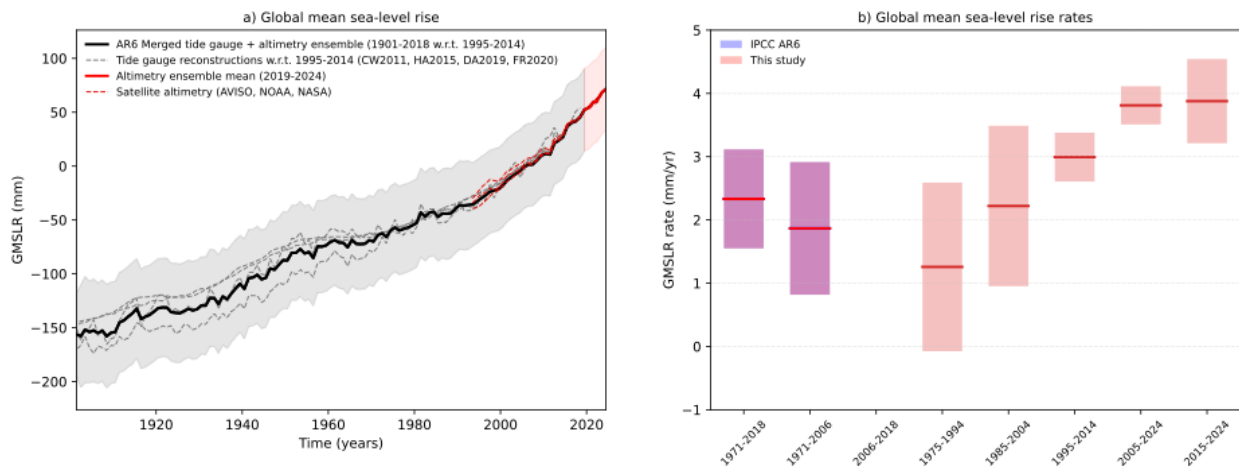 a) Global mean sea-level rise
AR6 Merged tide gauge + altimetry ensemble (1901-2018 w.r.t. 1995-2014)
Tide gauge reconstructions w.r.t. 1995-2014 (CW2011, HA2015, DA2019, FR2020)
Altimetry ensemble mean (2019-2024)
Satellite altimetry (AVISO, NOAA, NASA)
GMSLR (mm)
100
50
0
−50
−100
−150
−200
1920
1940
1960
1980
2000
2020
Time (years)
b) Global mean sea-level rise rates
IPCC AR6
This study
GMSLR rate (mm/yr)
5
4
3
2
1
0
−1
1971-2018
1971-2006
2006-2018
1975-1994
1985-2004
1995-2014
2005-2024
2015-2024